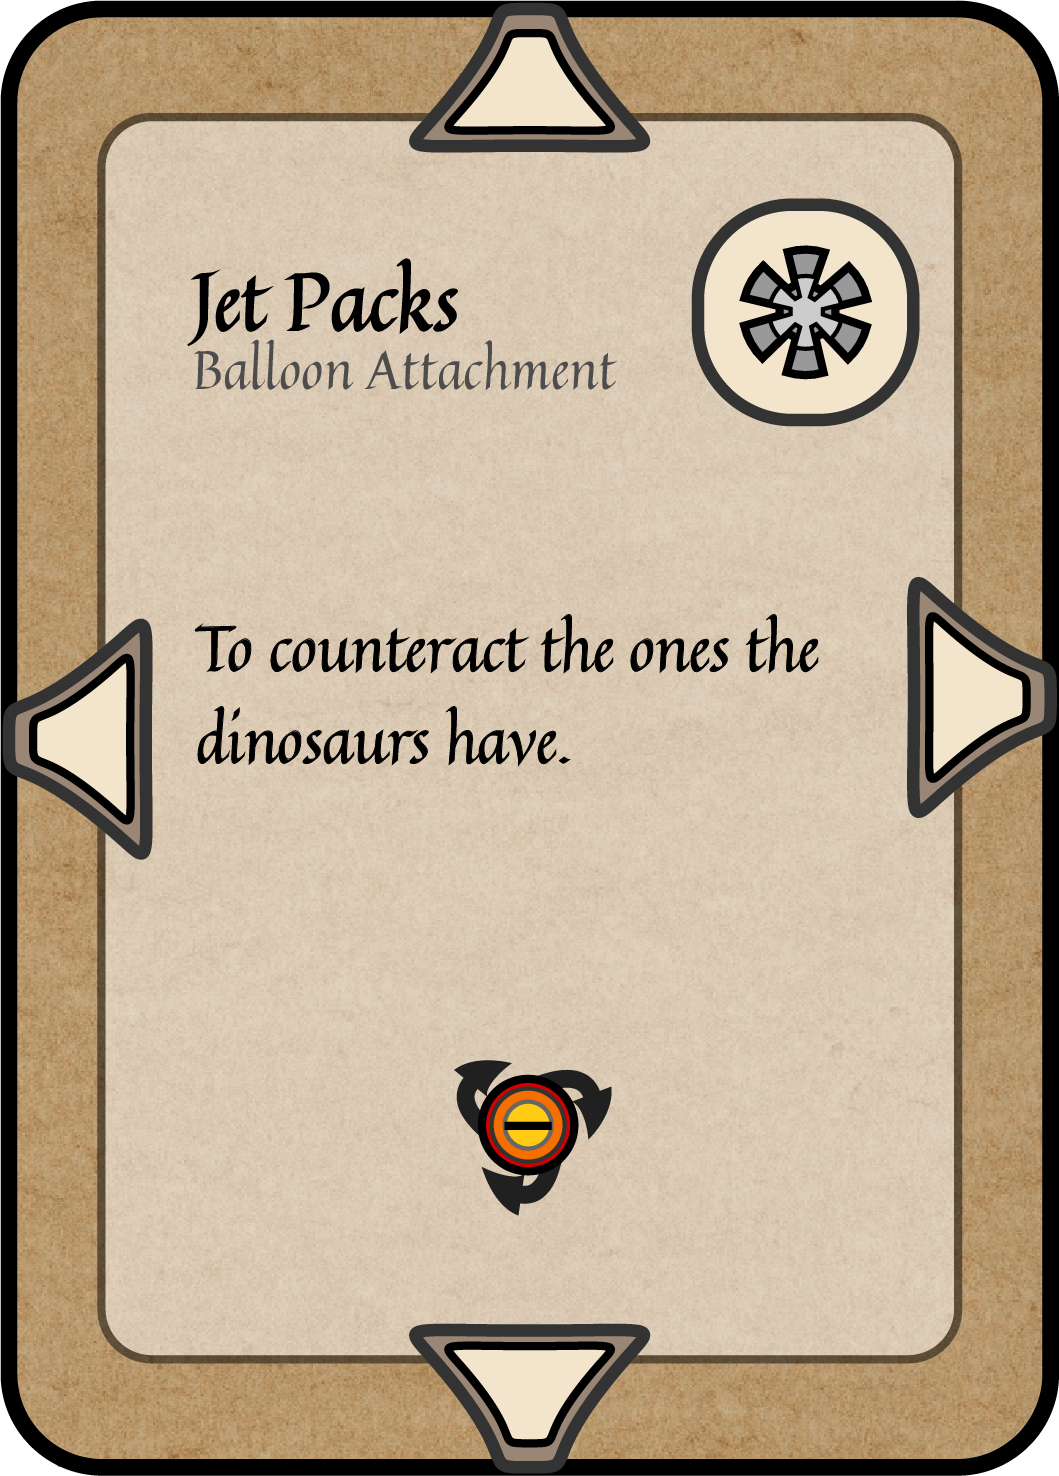 Jet Packs
Balloon Attachment
To counteract the ones the
dinosaurs have.